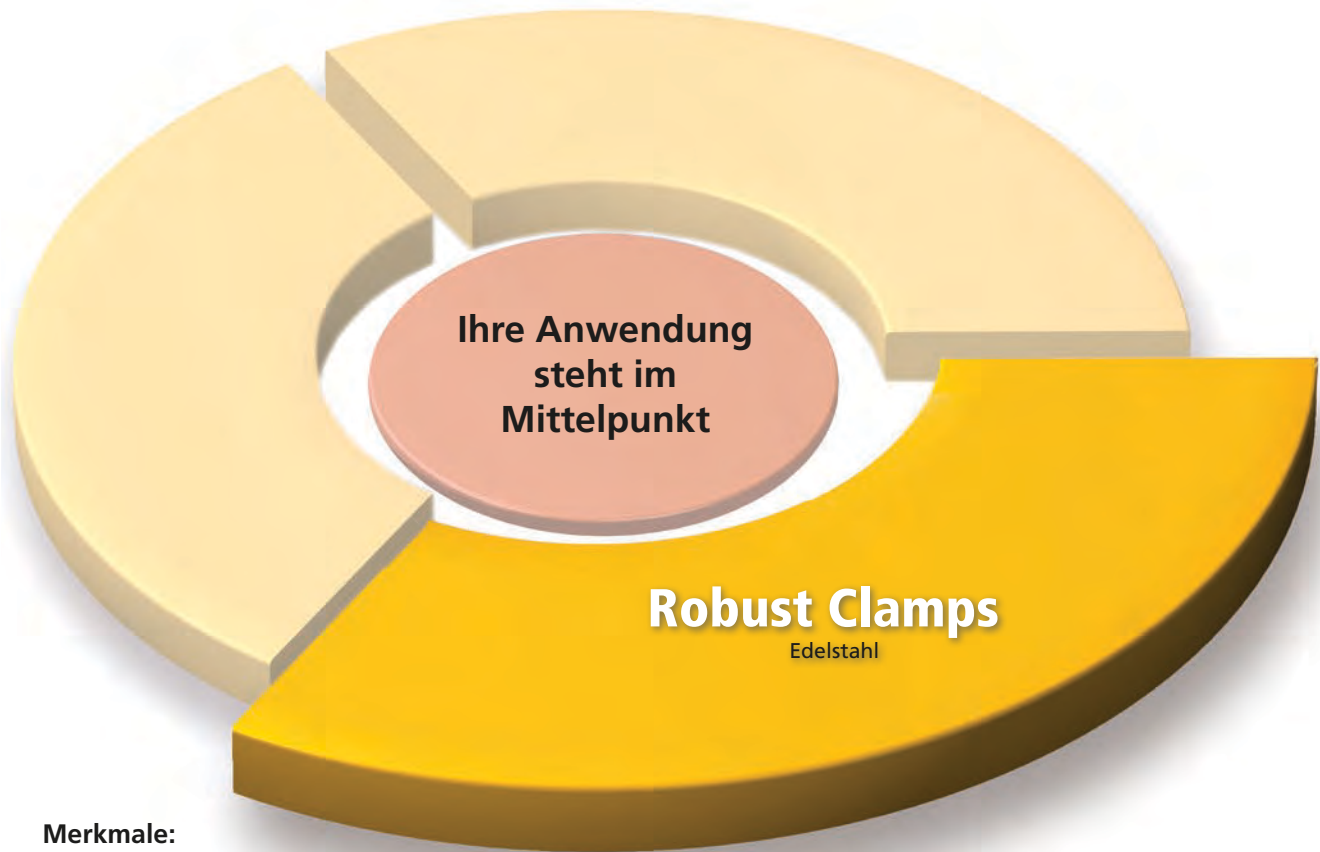 Ihre Anwendung
steht im
Mittelpunkt
Robust Clamps
Edelstahl
Merkmale: